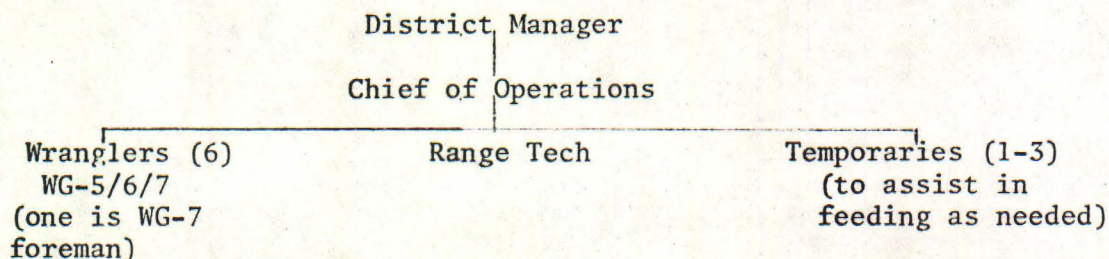 District Manager
Chief of Operations
Wranglers (6)
WG-5/6/7
(one is WG-7
foreman)
Range Tech
Temporaries (1-3)
(to assist in
feeding as needed)